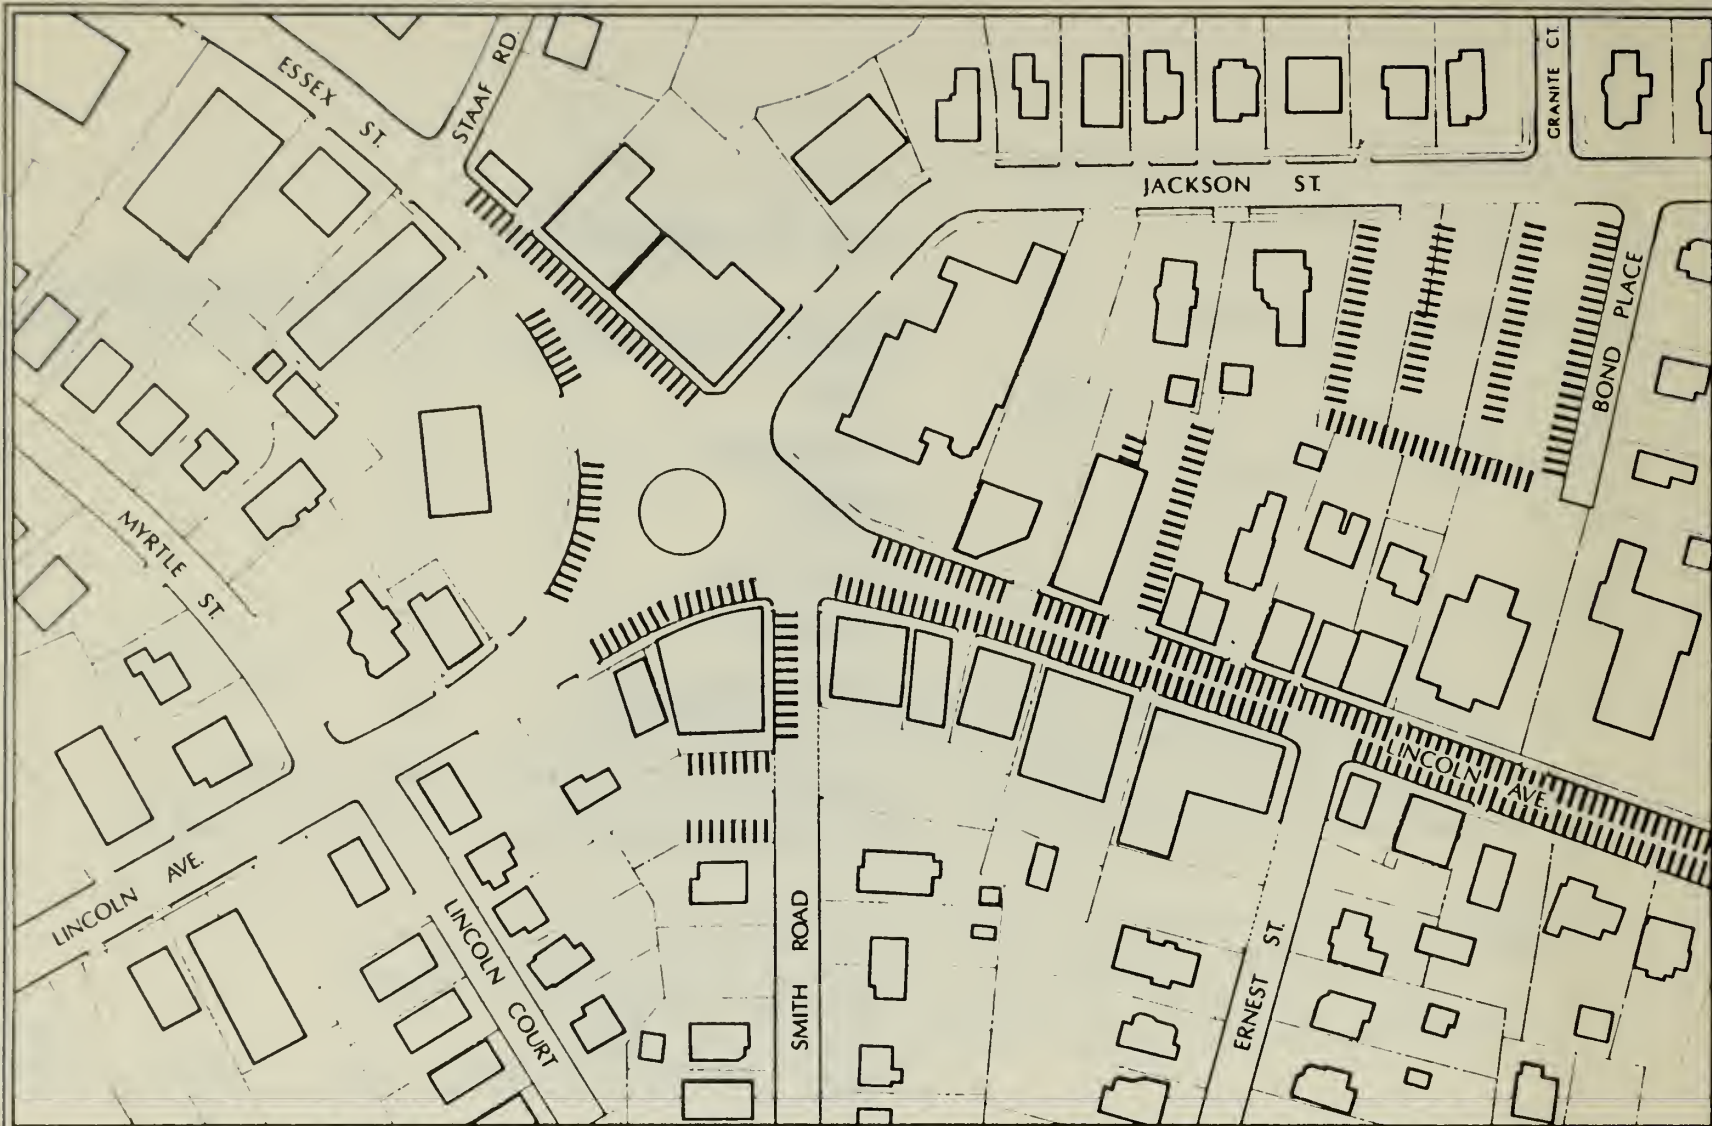 ESSEX ST.
STAAF RD.
GRANITE CT.
JACKSON ST.
BOND PLACE
MYRTLE ST.
LINCOLN AVE.
LINCOLN AVE.
LINCOLN COURT
SMITH ROAD
ERNEST ST.